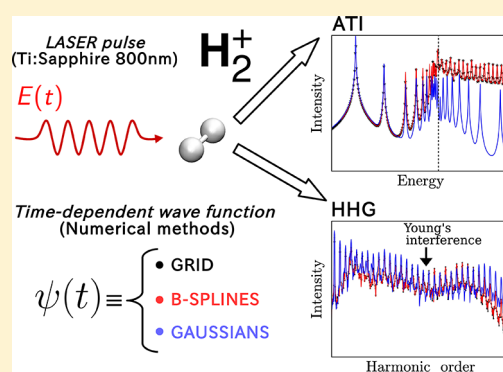 LASER pulse
(Ti:Sapphire 800nm)
H₂⁺
E(t)
ATI
Intensity
Energy
HHG
Young's
interference
Intensity
Harmonic order
Time-dependent wave function
(Numerical methods)
ψ(t)≡
• GRID
• B-SPLINES
• GAUSSIANS